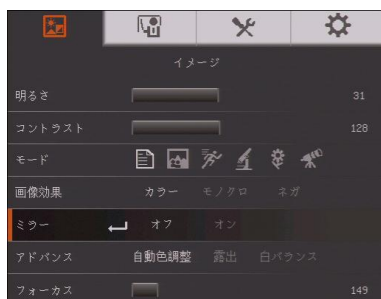 イメージ
明るさ 31
コントラスト 128
モード
画像効果 カラー モノクロ ネガ
ミラー オフ オン
アドバンス 自動色調整 露出 白バランス
フォーカス 149